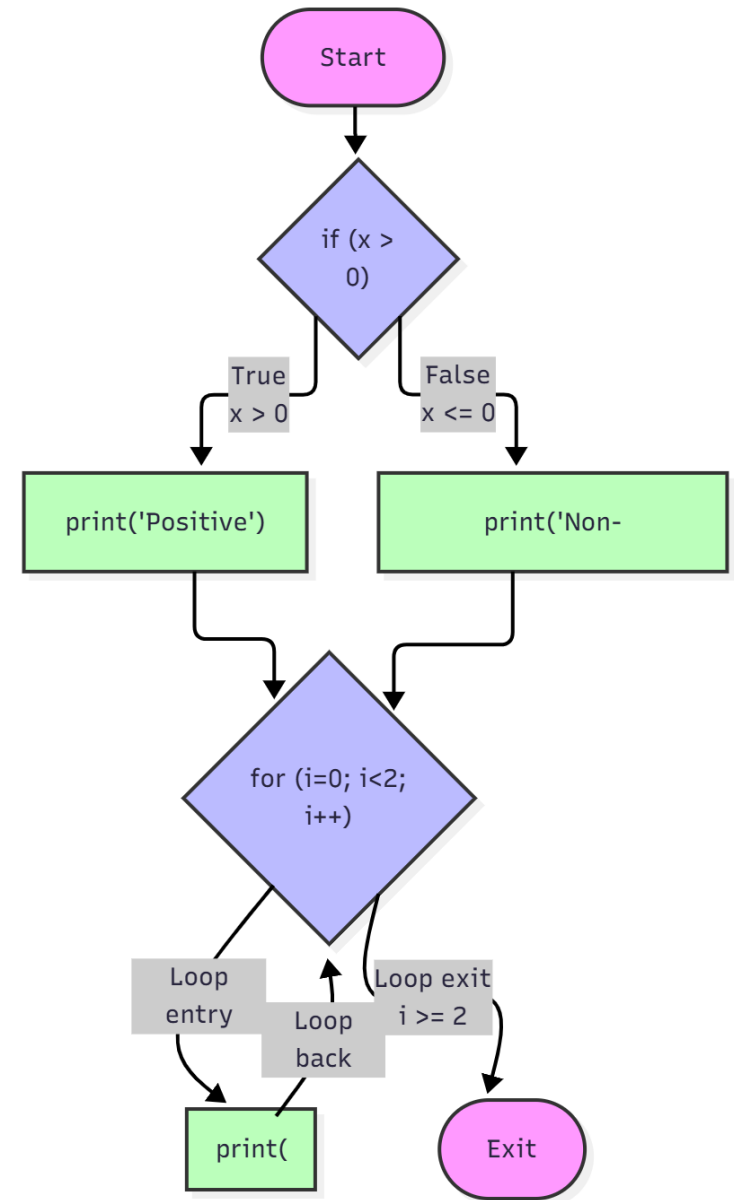 Start
if (x >
0)
True
x > 0
False
x <= 0
print('Positive')
print('Non-
for (i=0; i<2;
i++)
Loop
entry
Loop
back
Loop exit
i >= 2
print(
Exit